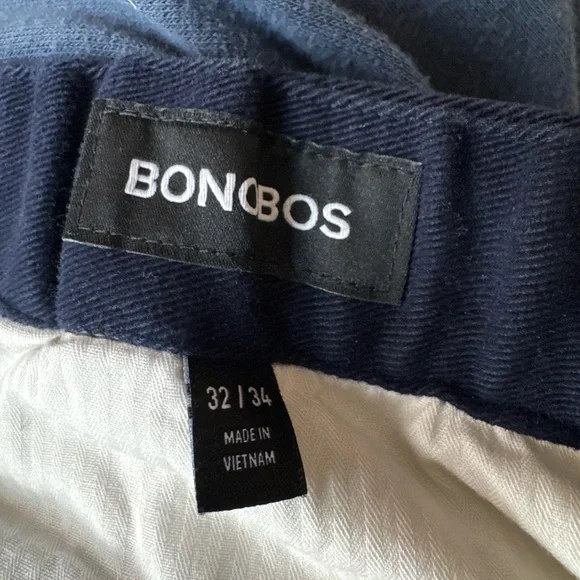 BONOBOS
32 | 34
MADE IN
VIETNAM